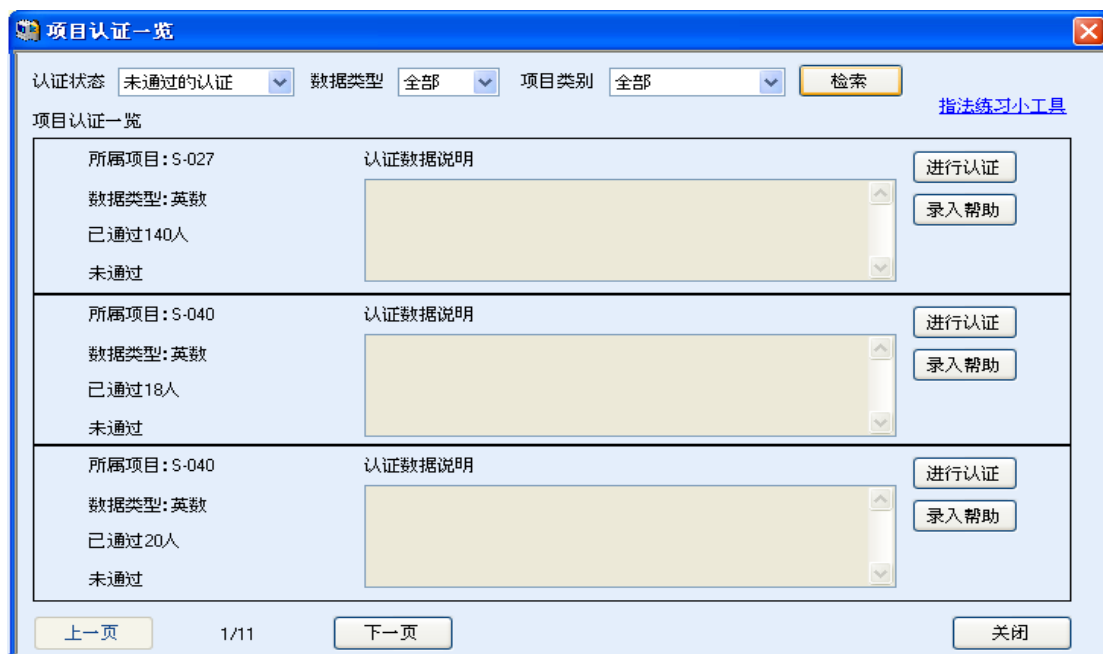 项目认证一览
认证状态 未通过的认证 数据类型 全部 项目类别 全部 检索
指法练习小工具
项目认证一览
所属项目:S-027 认证数据说明 进行认证
数据类型:英数 录入帮助
已通过140人
未通过
所属项目:S-040 认证数据说明 进行认证
数据类型:英数 录入帮助
已通过18人
未通过
所属项目:S-040 认证数据说明 进行认证
数据类型:英数 录入帮助
已通过20人
未通过
上一页 1/11 下一页 关闭